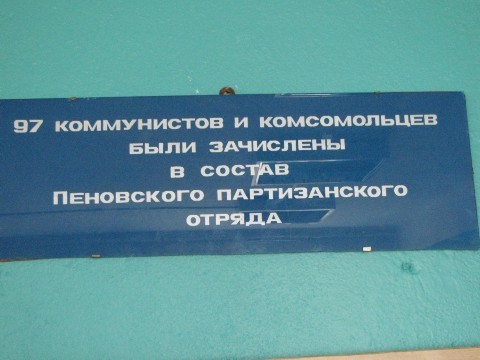 97 КОММУНИСТОВ И КОМСОМОЛЬЦЕВ
БЫЛИ ЗАЧИСЛЕНЫ
В СОСТАВ
ПЕНОВСКОГО ПАРТИЗАНСКОГО
ОТРЯДА